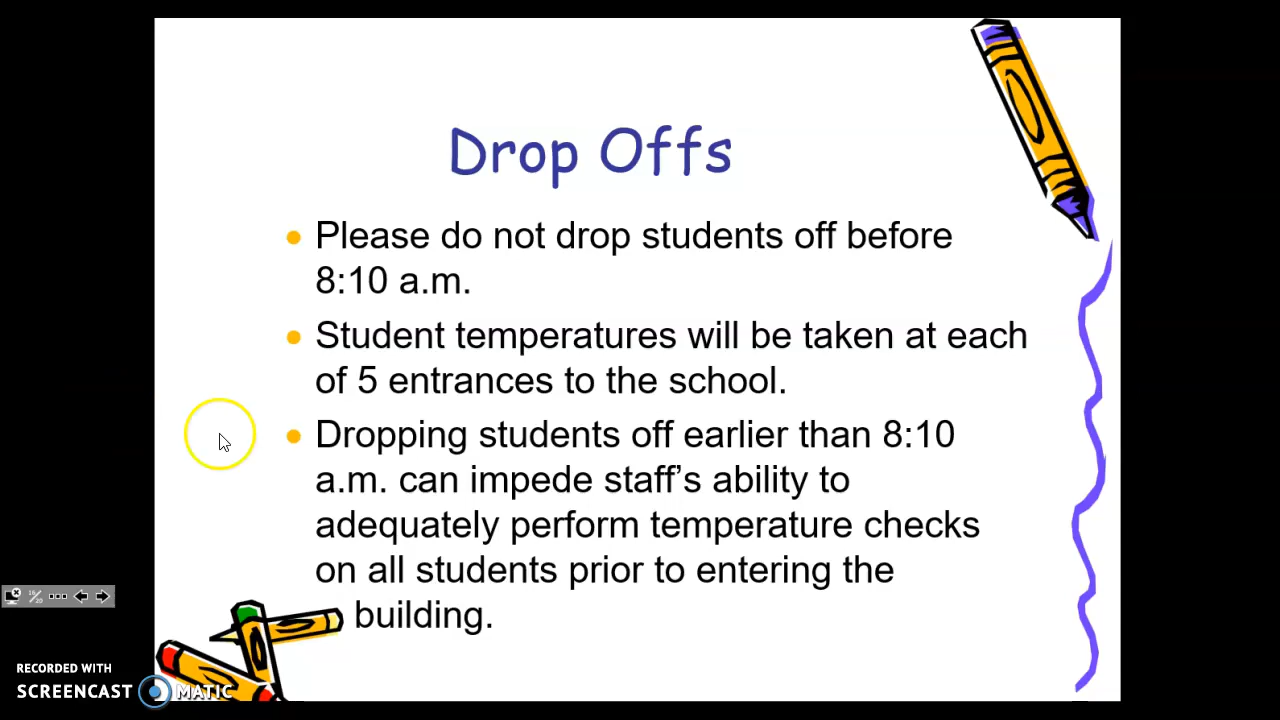 Drop Offs
Please do not drop students off before
8:10 a.m.
Student temperatures will be taken at each
of 5 entrances to the school.
Dropping students off earlier than 8:10
a.m. can impede staff’s ability to
adequately perform temperature checks
on all students prior to entering the
building.
RECORDED WITH
SCREENCAST MATIC